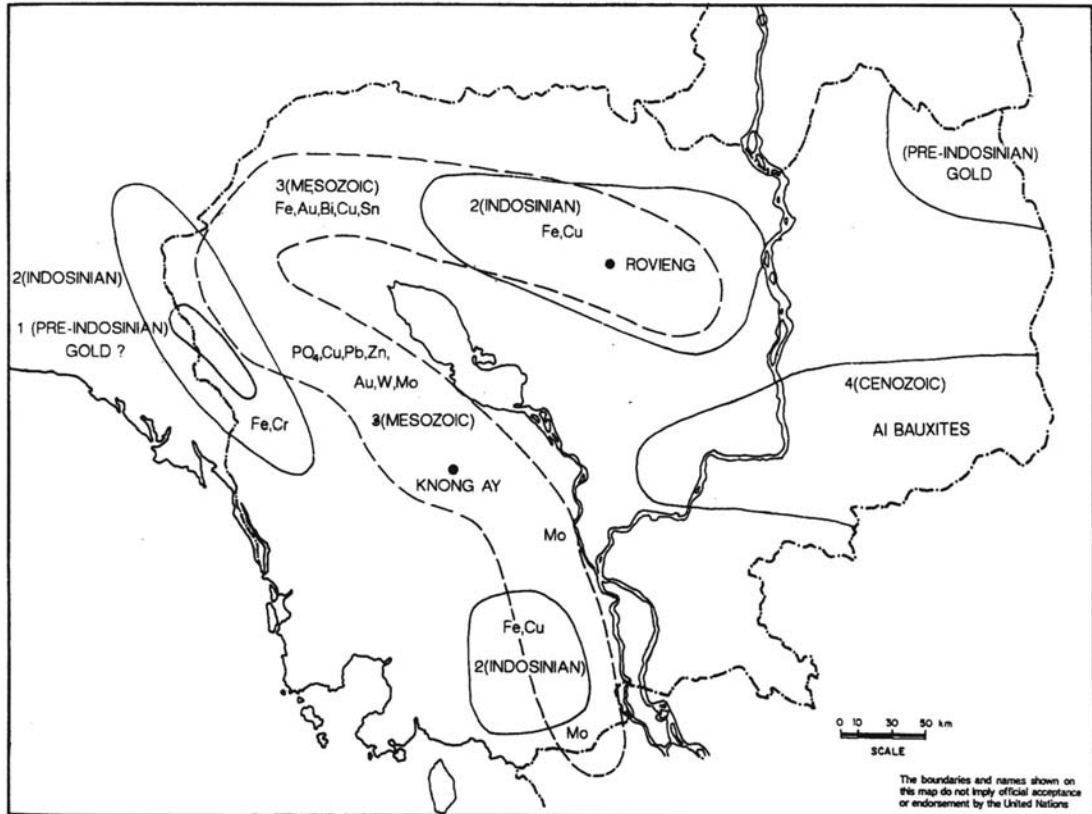 (PRE-INDOSINIAN)
GOLD
3(MESOZOIC)
Fe,Au,Bi,Cu,Sn
2(INDOSINIAN)
Fe,Cu
ROVIENG
2(INDOSINIAN)
1 (PRE-INDOSINIAN)
GOLD ?
PO₄,Cu,Pb,Zn,
Au,W,Mo
3(MESOZOIC)
Fe,Cr
KNONG AY
4(CENOZOIC)
Al BAUXITES
Mo
Fe,Cu
2(INDOSINIAN)
Mo
0 10 30 50 km
SCALE
The boundaries and names shown on
this map do not imply official acceptance
or endorsement by the United Nations